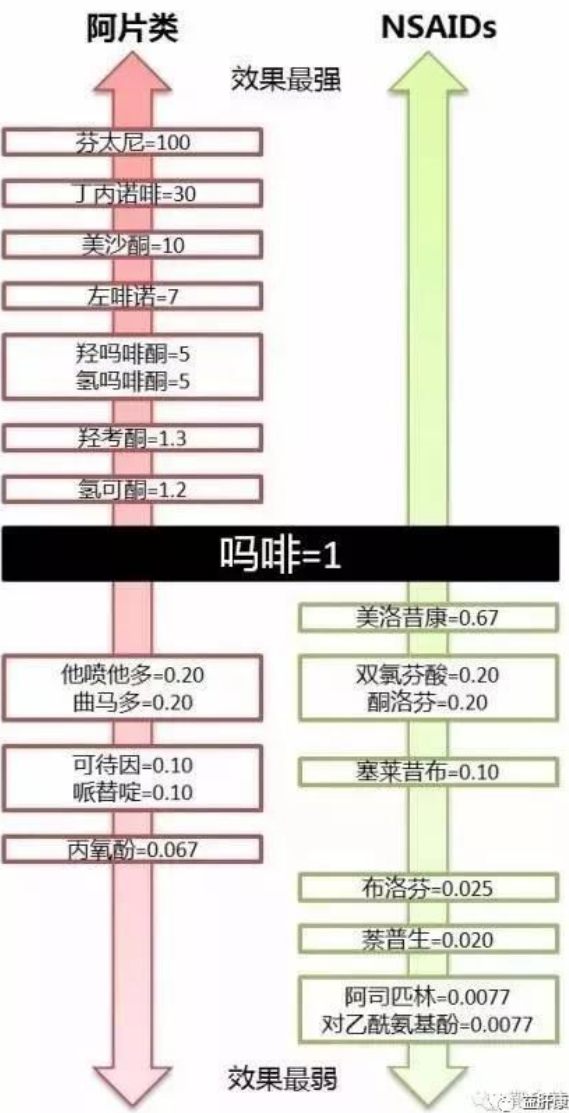 阿片类
NSAIDs
效果最强
芬太尼=100
丁内诺啡=30
美沙酮=10
左啡诺=7
羟吗啡酮=5
氢吗啡酮=5
羟考酮=1.3
氢可酮=1.2
吗啡=1
美洛昔康=0.67
他喷他多=0.20
曲马多=0.20
双氯芬酸=0.20
酮洛芬=0.20
可待因=0.10
哌替啶=0.10
塞莱昔布=0.10
丙氧酚=0.067
布洛芬=0.025
萘普生=0.020
阿司匹林=0.0077
对乙酰氨基酚=0.0077
效果最弱
益肝康